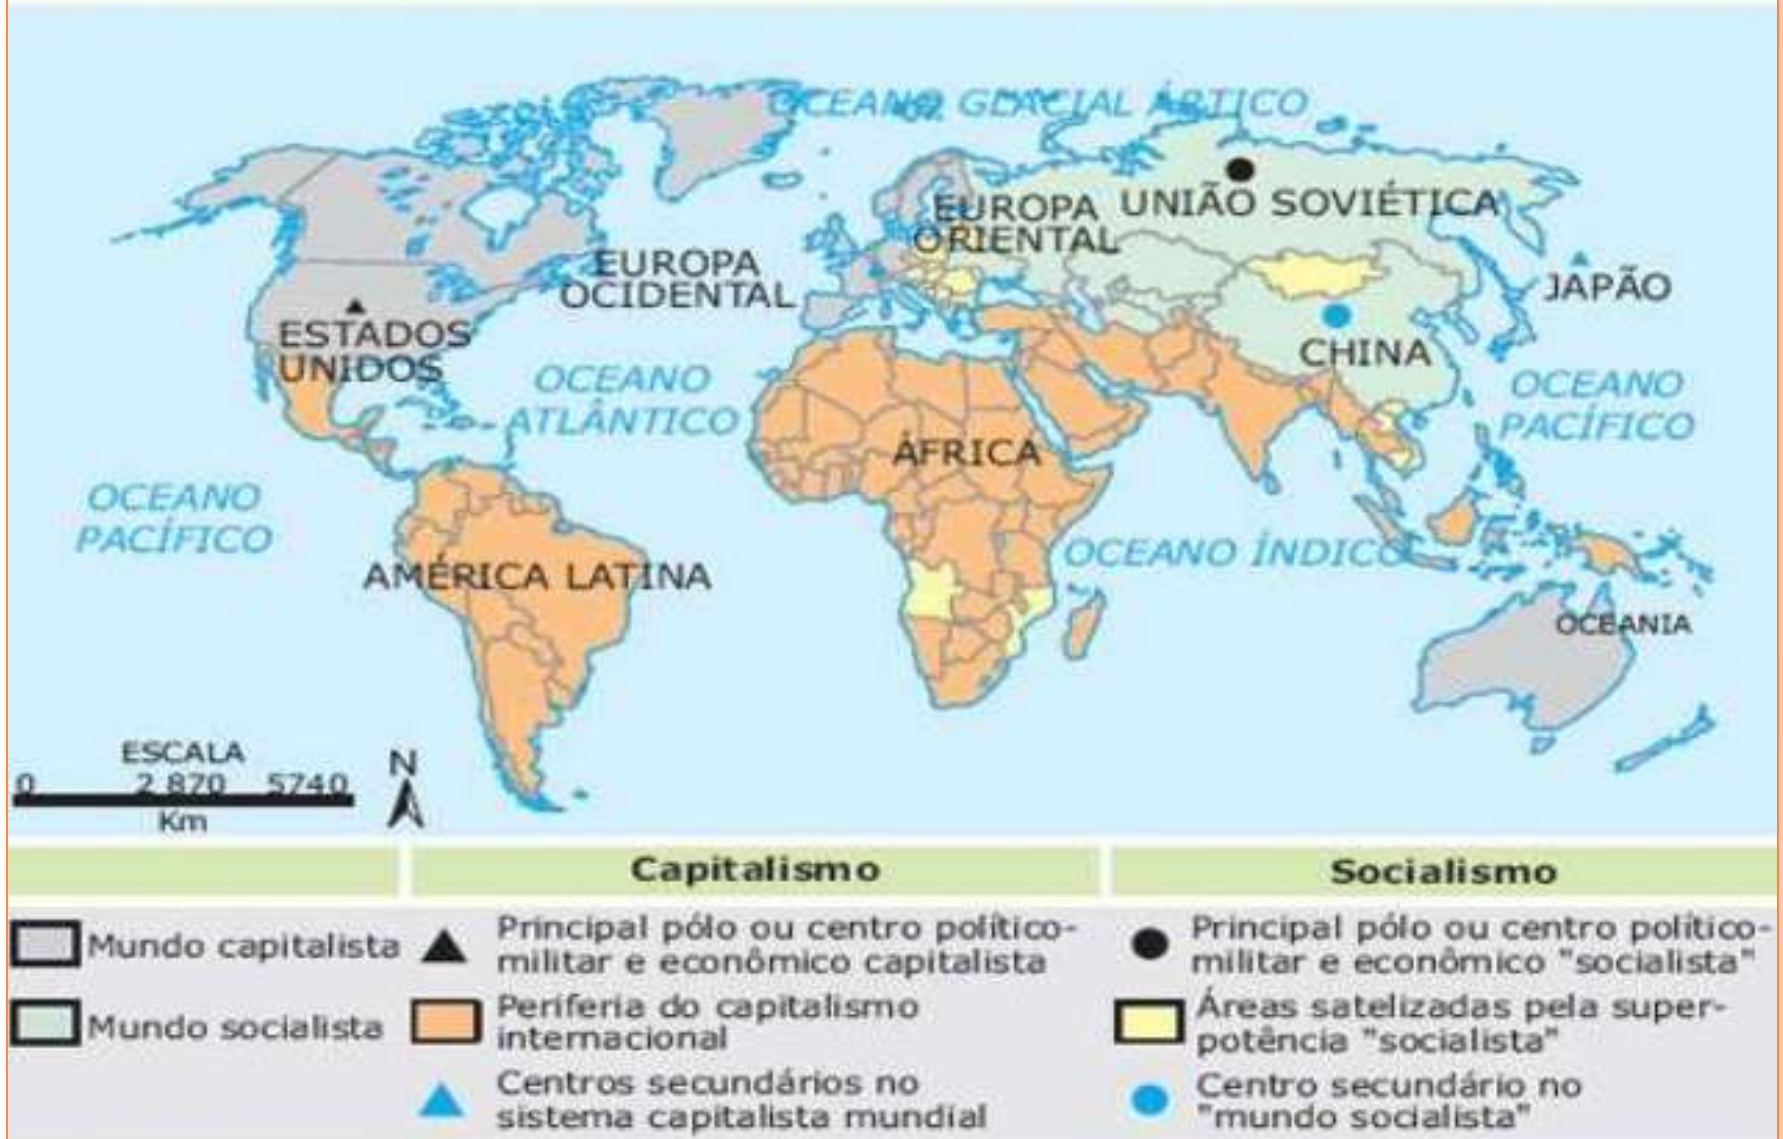 OCEANO GLACIAL ÁRTICO
EUROPA
ORIENTAL
UNIÃO SOVIÉTICA
EUROPA
OCIDENTAL
JAPÃO
ESTADOS
UNIDOS
CHINA
OCEANO
ATLÂNTICO
OCEANO
PACÍFICO
ÁFRICA
OCEANO
PACÍFICO
OCEANO ÍNDICO
AMÉRICA LATINA
OCEANIA
ESCALA
0 2 870 5740
Km
N
Capitalismo
Socialismo
Mundo capitalista
Mundo socialista
Principal pólo ou centro político-
militar e econômico capitalista
Periferia do capitalismo
internacional
Centros secundários no
sistema capitalista mundial
Principal pólo ou centro político-
militar e econômico "socialista"
Áreas satelizadas pela super-
potência "socialista"
Centro secundário no
"mundo socialista"